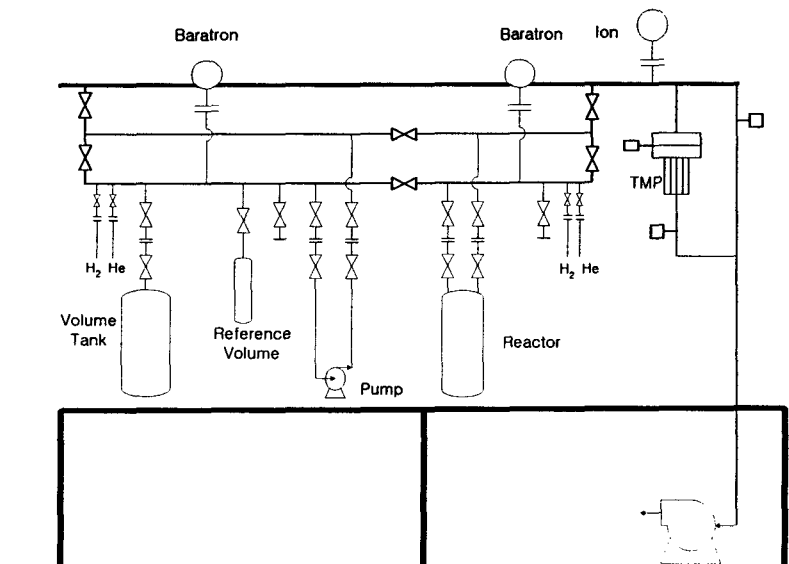 Baratron
Baratron
Ion
TMP
H2 He
H2 He
Volume
Tank
Reference
Volume
Reactor
Pump